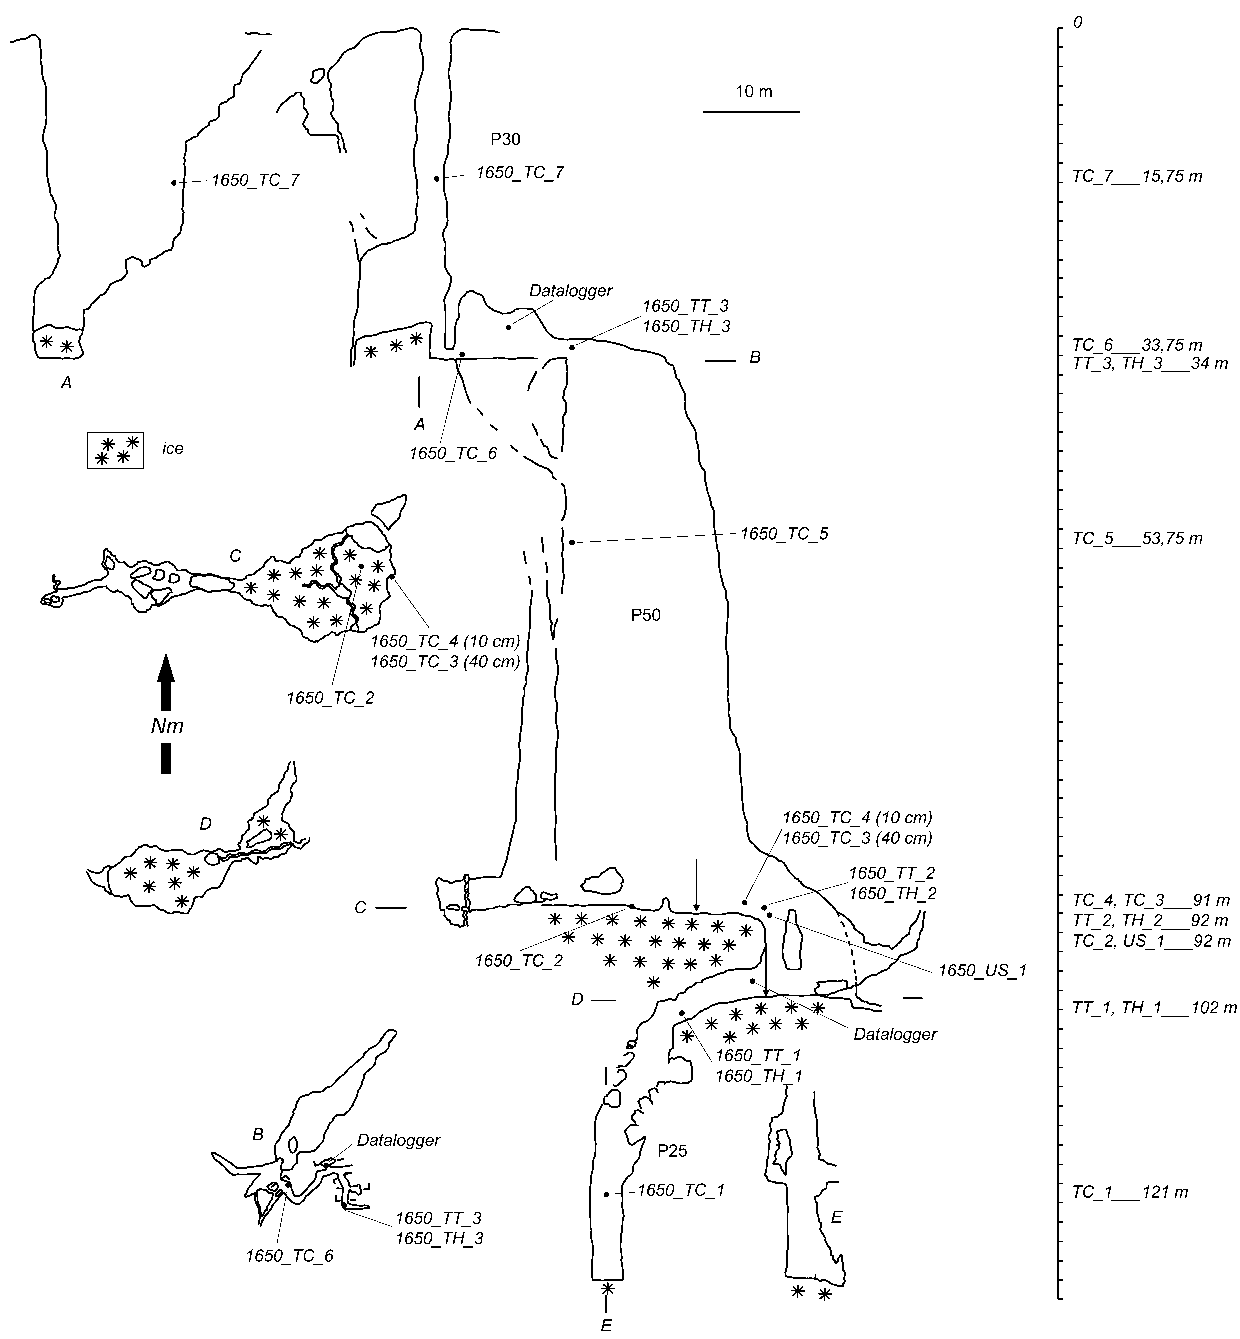 0
10 m
P30
1650_TC_7
1650_TC_7
TC_7___15,75 m
Datalogger
1650_TT_3
1650_TH_3
B
TC_6___33,75 m
TT_3, TH_3___34 m
A
A
1650_TC_6
ice
1650_TC_5
TC_5___53,75 m
C
P50
1650_TC_4 (10 cm)
1650_TC_3 (40 cm)
1650_TC_2
Nm
D
1650_TC_4 (10 cm)
1650_TC_3 (40 cm)
1650_TT_2
1650_TH_2
C
TC_4, TC_3___91 m
TT_2, TH_2___92 m
TC_2, US_1___92 m
1650_TC_2
1650_US_1
D
TT_1, TH_1___102 m
Datalogger
1650_TT_1
1650_TH_1
B
Datalogger
P25
1650_TC_1
TC_1___121 m
1650_TT_3
1650_TH_3
1650_TC_6
E
E